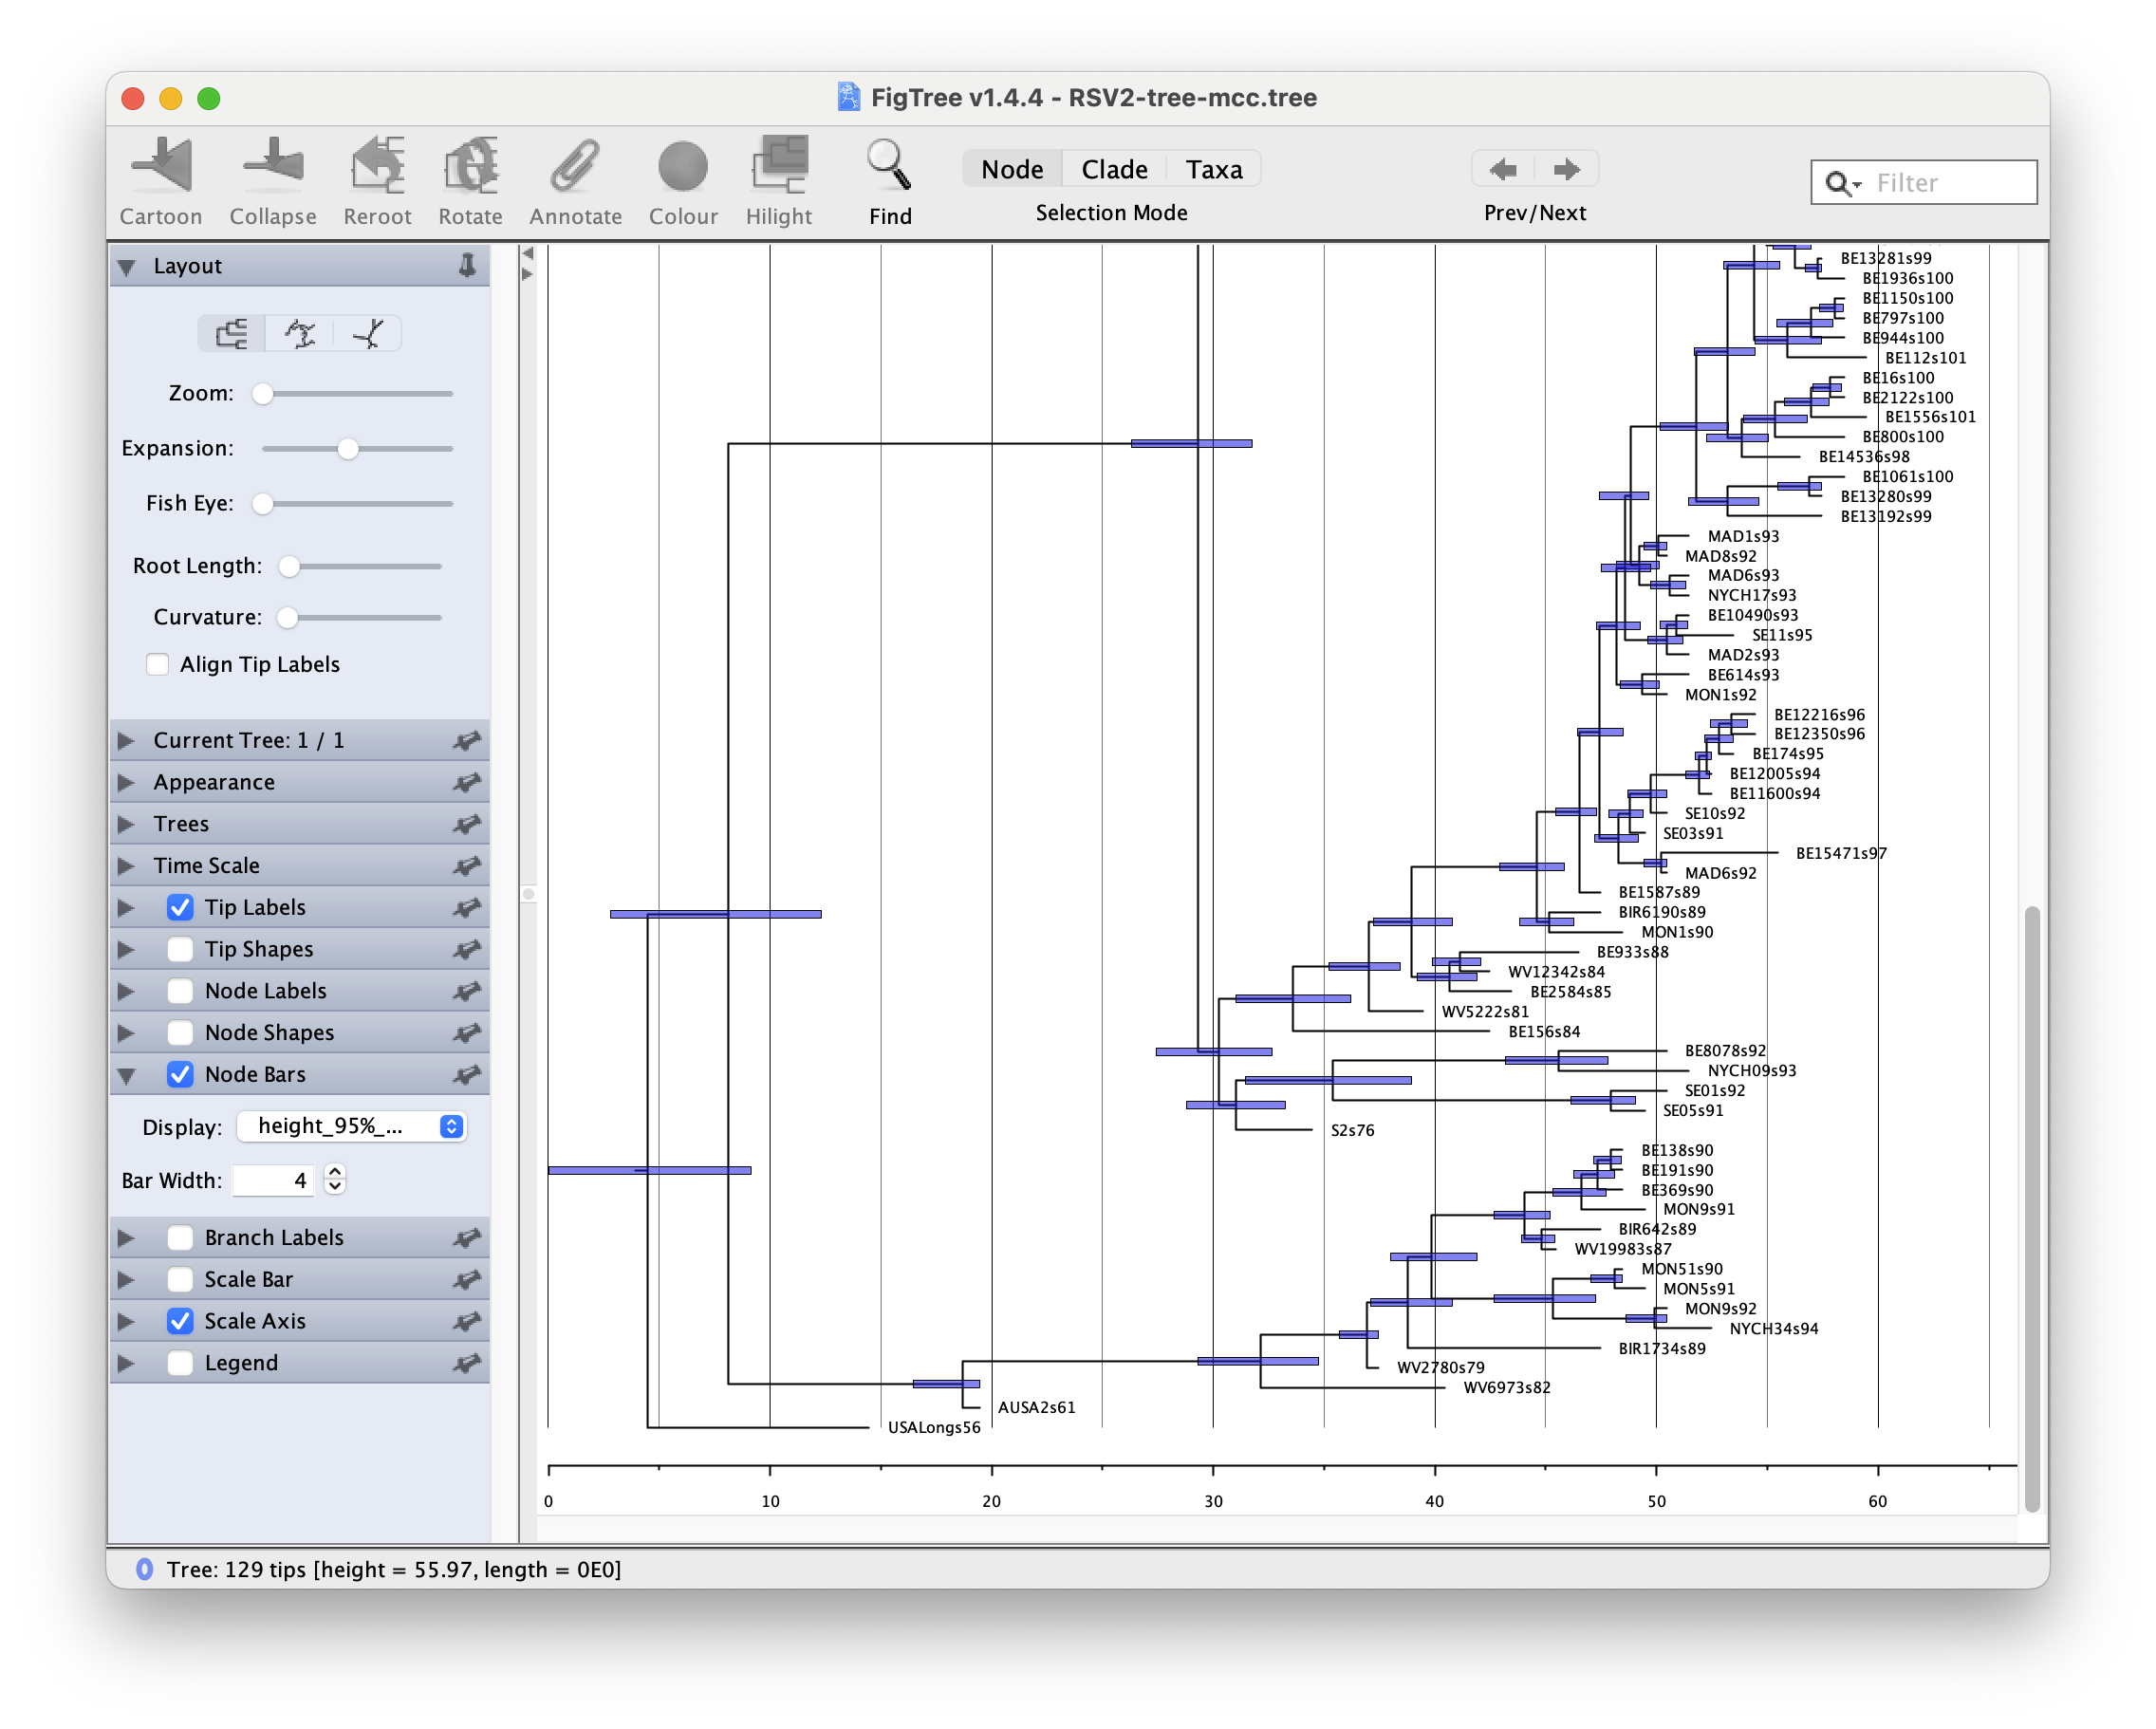 FigTree v1.4.4 - RSV2-tree-mcc.tree
Cartoon Collapse Reroot Rotate Annotate Colour Hilight Find
Node Clade Taxa
Selection Mode
Prev/Next
Filter
Layout
Zoom:
Expansion:
Fish Eye:
Root Length:
Curvature:
Align Tip Labels
Current Tree: 1 / 1
Appearance
Trees
Time Scale
Tip Labels
Tip Shapes
Node Labels
Node Shapes
Node Bars
Display: height_95%_...
Bar Width: 4
Branch Labels
Scale Bar
Scale Axis
Legend
BE13281s99
BE1936s100
BE1150s100
BE797s100
BE944s100
BE112s101
BE16s100
BE2122s100
BE1556s101
BE800s100
BE14536s98
BE1061s100
BE13280s99
BE13192s99
MAD1s93
MAD8s92
MAD6s93
NYCH17s93
BE10490s93
SE11s95
MAD2s93
BE614s93
MON1s92
BE12216s96
BE12350s96
BE174s95
BE12005s94
BE11600s94
SE10s92
SE03s91
BE15471s97
MAD6s92
BE1587s89
BIR6190s89
MON1s90
BE933s88
WV12342s84
BE2584s85
WV5222s81
BE156s84
BE8078s92
NYCH09s93
SE01s92
SE05s91
S2s76
BE138s90
BE191s90
BE369s90
MON9s91
BIR642s89
WV19983s87
MON51s90
MON5s91
MON9s92
NYCH34s94
BIR1734s89
WV2780s79
WV6973s82
AUSA2s61
USALongs56
0 10 20 30 40 50 60
Tree: 129 tips [height = 55.97, length = 0E0]